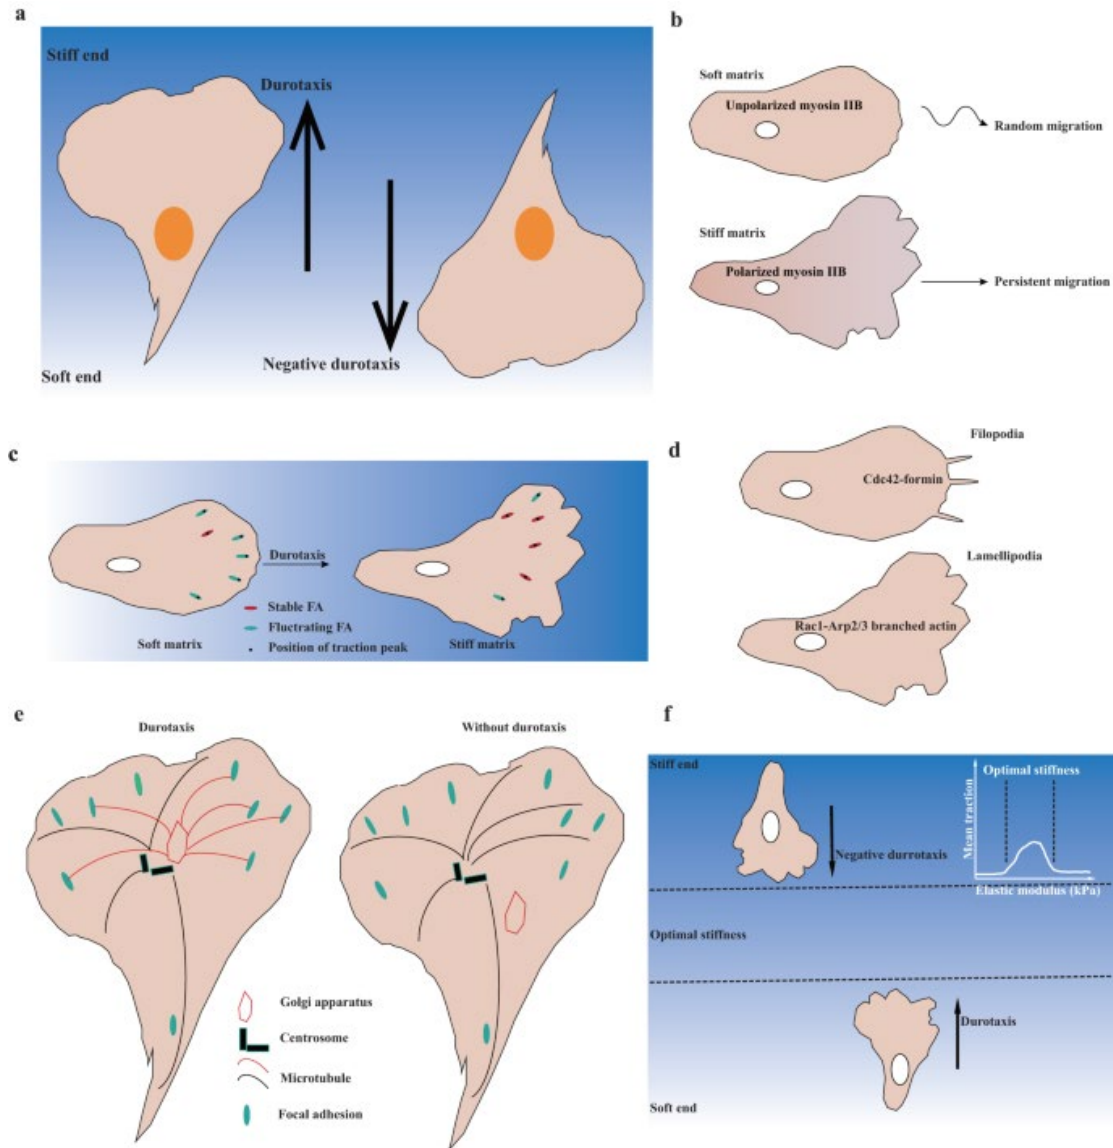 a
Stiff end
Durotaxis
Negative durotaxis
Soft end
b
Soft matrix
Unpolarized myosin IIB
Random migration
Stiff matrix
Polarized myosin IIB
Persistent migration
c
Durotaxis
Stable FA
Fluctrating FA
Position of traction peak
Soft matrix
Stiff matrix
d
Filopodia
Cdc42-formin
Lamellipodia
Rac1-Arp2/3 branched actin
e
Durotaxis
Without durotaxis
Golgi apparatus
Centrosome
Microtubule
Focal adhesion
f
Stiff end
Optimal stiffness
Mean traction
Elastic modulus (kPa)
Negative durrotaxis
Optimal stiffness
Durotaxis
Soft end